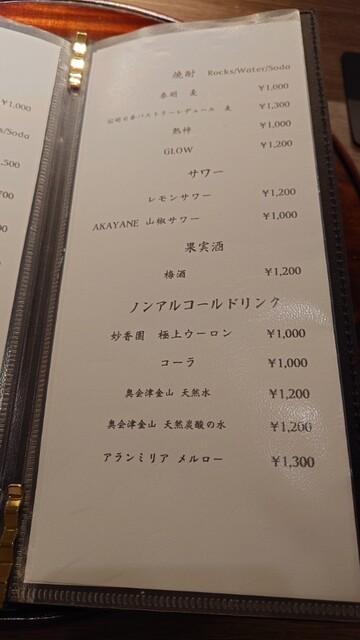 ¥1,000
s/Soda
,500
700
焼酎 Rocks/Water/Soda
泰明 麦 ¥1,000
麦 ¥1,300
熱柿 ¥1,000
GLOW ¥1,200
サワー
レモンサワー ¥1,200
AKAYANE 山椒サワー ¥1,000
果実酒
梅酒 ¥1,200
ノンアルコールドリンク
妙香園 極上ウーロン ¥1,000
コーラ ¥1,000
奥会津金山 天然水 ¥1,200
奥会津金山 天然炭酸の水 ¥1,200
アランミリア メルロー ¥1,300